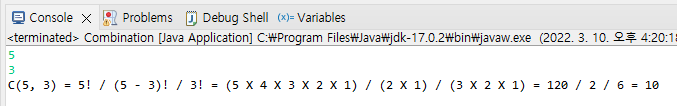 Console Problems Debug Shell (x)= Variables
<terminated> Combination [Java Application] C:₩Program Files₩Java₩jdk-17.0.2₩bin₩javaw.exe (2022. 3. 10. 오후 4:20:18
5
3
C(5, 3) = 5! / (5 - 3)! / 3! = (5 X 4 X 3 X 2 X 1) / (2 X 1) / (3 X 2 X 1) = 120 / 2 / 6 = 10